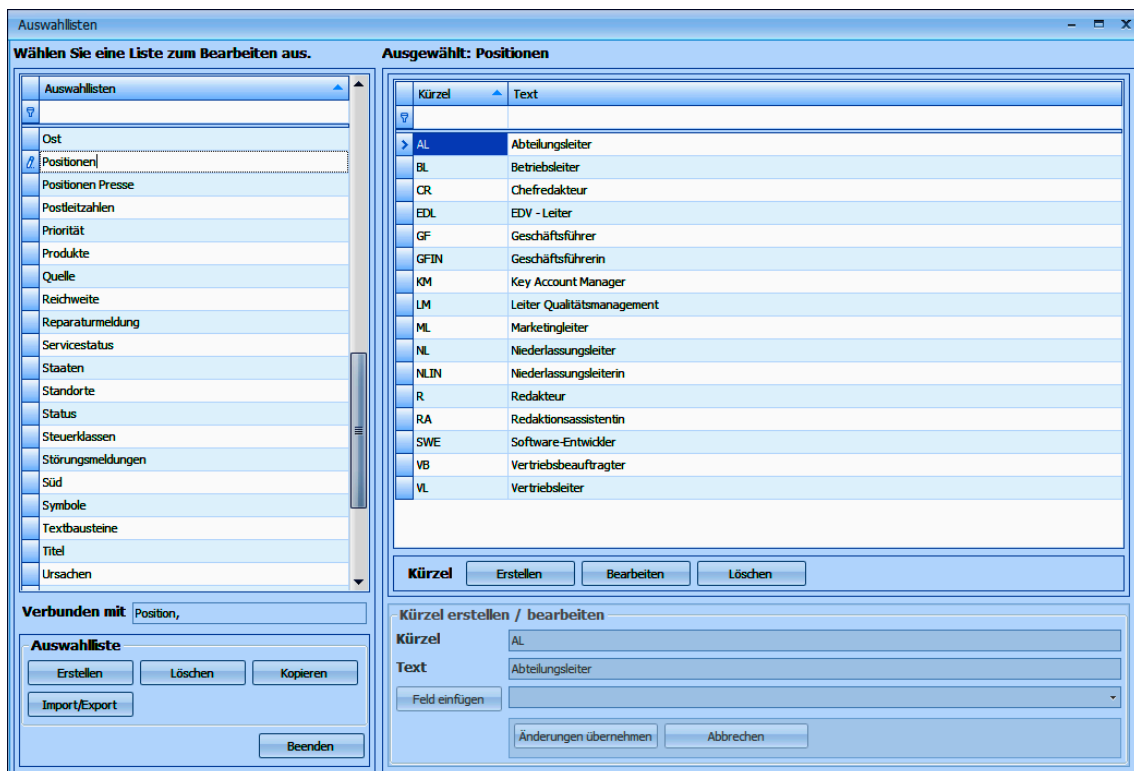 Auswahllisten
Wählen Sie eine Liste zum Bearbeiten aus.
Auswahllisten
Ost
Positionen
Positionen Presse
Postleitzahlen
Priorität
Produkte
Quelle
Reichweite
Reparaturmeldung
Servicestatus
Staaten
Standorte
Status
Steuerklassen
Störungsmeldungen
Süd
Symbole
Textbausteine
Titel
Ursachen
Verbunden mit Position,
Auswahlliste
Erstellen Löschen Kopieren
Import/Export
Beenden
Ausgewählt: Positionen
Kürzel Text
AL Abteilungsleiter
BL Betriebsleiter
CR Chefredakteur
EDL EDV - Leiter
GF Geschäftsführer
GFIN Geschäftsführerin
KM Key Account Manager
LM Leiter Qualitätsmanagement
ML Marketingleiter
NL Niederlassungsleiter
NLIN Niederlassungsleiterin
R Redakteur
RA Redaktionsassistentin
SWE Software-Entwickler
VB Vertriebsbeauftragter
VL Vertriebsleiter
Kürzel Erstellen Bearbeiten Löschen
Kürzel erstellen / bearbeiten
Kürzel AL
Text Abteilungsleiter
Feld einfügen
Änderungen übernehmen Abbrechen